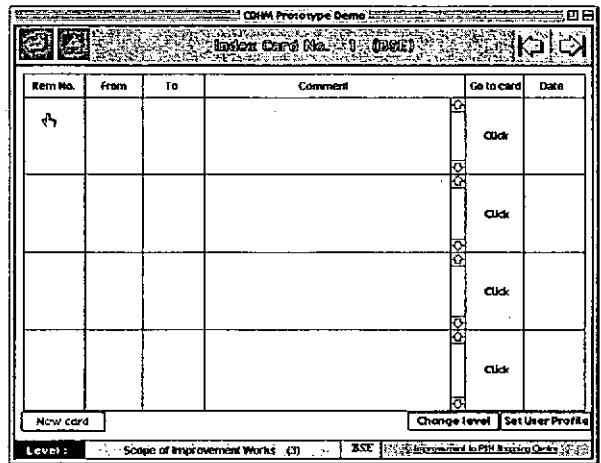 CDHM Prototype Demo
Index Card No. 1 (BSE)
Item No. From To Comment Go to card Date
Click
Click
Click
Click
New card Change level Set User Profile
Level: Scope of Improvement Works (3) BSE Improvement to PSH Shopping Centre